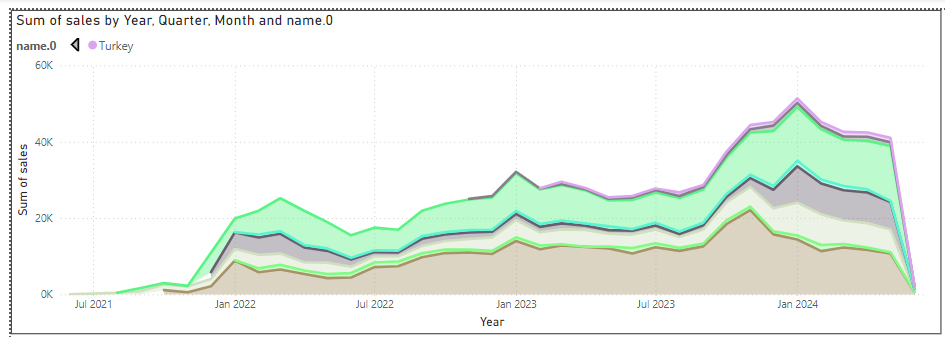 Sum of sales by Year, Quarter, Month and name.0
name.0 Turkey
60K
40K
20K
0K
Sum of sales
Jul 2021 Jan 2022 Jul 2022 Jan 2023 Jul 2023 Jan 2024
Year